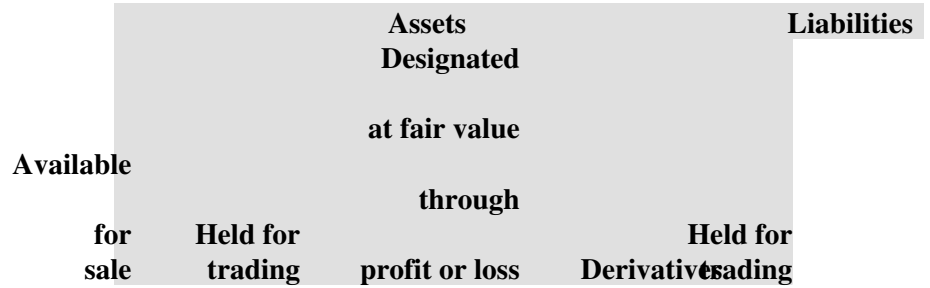 Assets Liabilities
Designated
at fair value
Available
through
for Held for Held for
sale trading profit or loss Derivatives trading